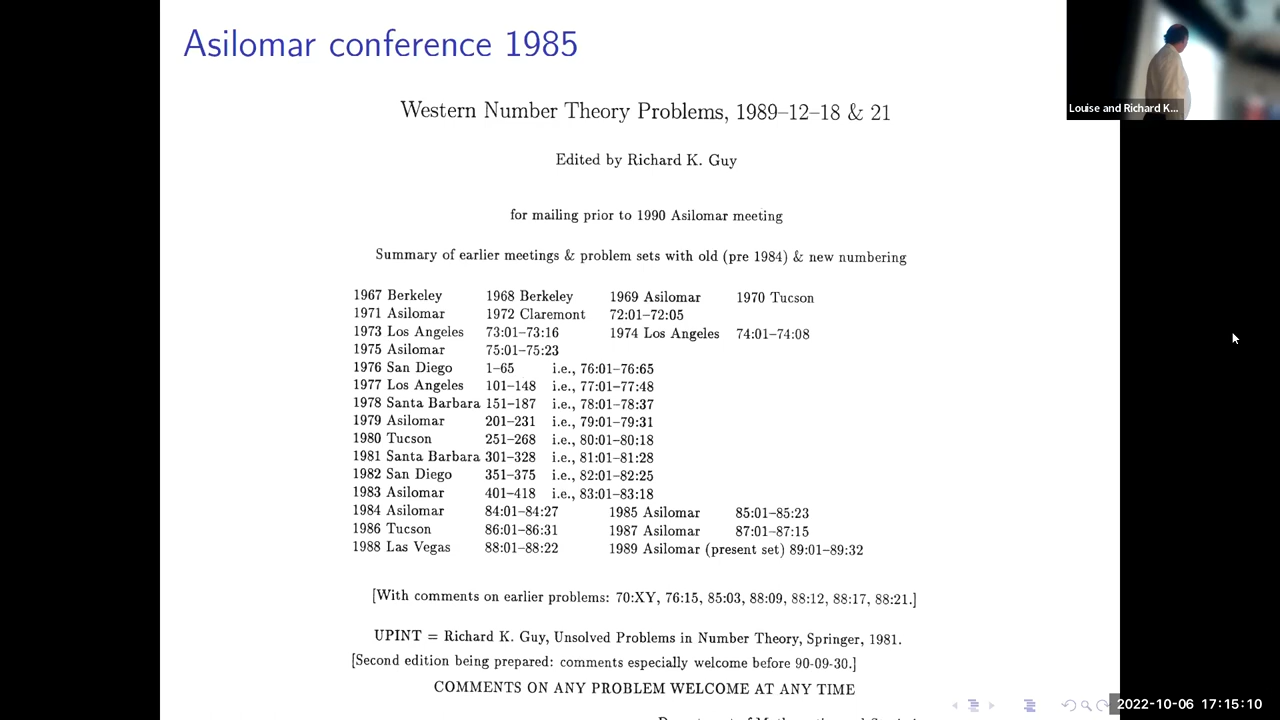 Asilomar conference 1985
Louise and Richard K...
Western Number Theory Problems, 1989–12–18 & 21
Edited by Richard K. Guy
for mailing prior to 1990 Asilomar meeting
Summary of earlier meetings & problem sets with old (pre 1984) & new numbering
1967 Berkeley 1968 Berkeley 1969 Asilomar 1970 Tucson
1971 Asilomar 1972 Claremont 72:01–72:05
1973 Los Angeles 73:01–73:16 1974 Los Angeles 74:01–74:08
1975 Asilomar 75:01–75:23
1976 San Diego 1–65 i.e., 76:01–76:65
1977 Los Angeles 101–148 i.e., 77:01–77:48
1978 Santa Barbara 151–187 i.e., 78:01–78:37
1979 Asilomar 201–231 i.e., 79:01–79:31
1980 Tucson 251–268 i.e., 80:01–80:18
1981 Santa Barbara 301–328 i.e., 81:01–81:28
1982 San Diego 351–375 i.e., 82:01–82:25
1983 Asilomar 401–418 i.e., 83:01–83:18
1984 Asilomar 84:01–84:27 1985 Asilomar 85:01–85:23
1986 Tucson 86:01–86:31 1987 Asilomar 87:01–87:15
1988 Las Vegas 88:01–88:22 1989 Asilomar (present set) 89:01–89:32
[With comments on earlier problems: 70:XY, 76:15, 85:03, 88:09, 88:12, 88:17, 88:21.]
UPINT = Richard K. Guy, Unsolved Problems in Number Theory, Springer, 1981.
[Second edition being prepared: comments especially welcome before 90-09-30.]
COMMENTS ON ANY PROBLEM WELCOME AT ANY TIME
2022-10-06 17:15:10